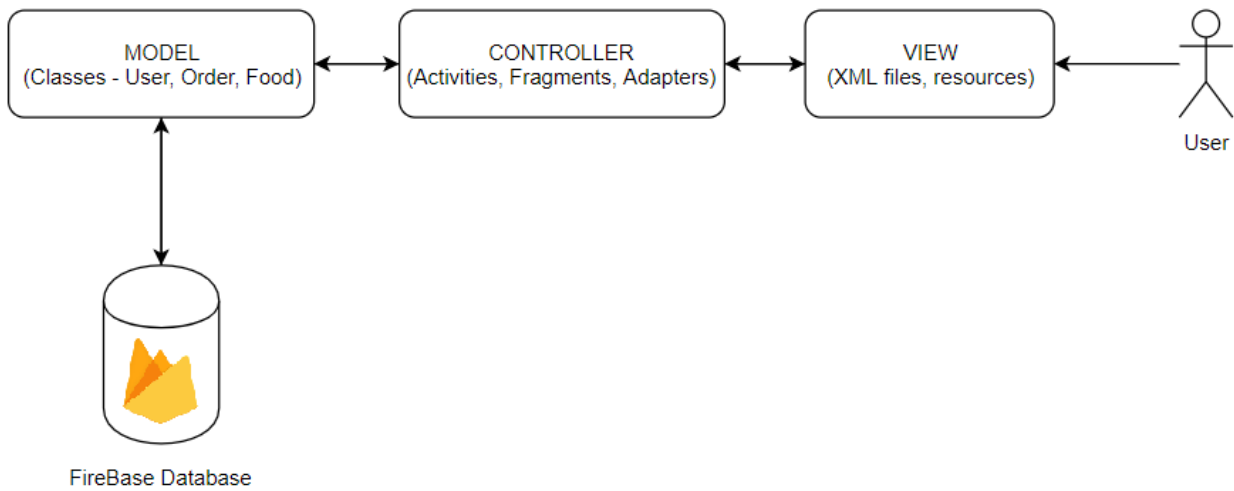 MODEL
(Classes - User, Order, Food)
CONTROLLER
(Activities, Fragments, Adapters)
VIEW
(XML files, resources)
User
FireBase Database